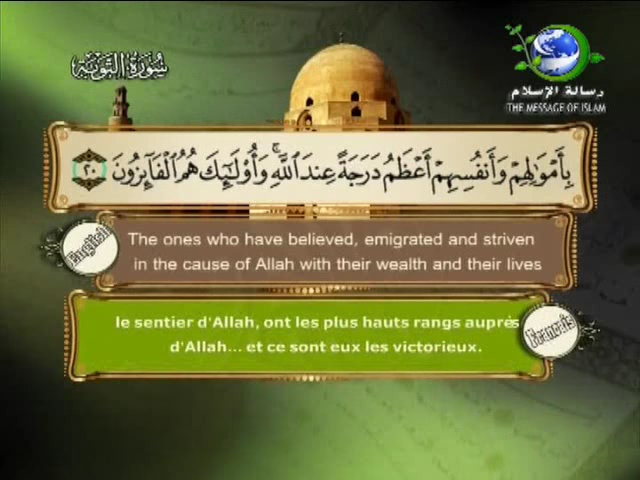 سُورَةُ التَّوْبَةِ
رسالة الإسلام
THE MESSAGE OF ISLAM
بِأَمْوَٰلِهِمْ وَأَنفُسِهِمْ أَعْظَمُ دَرَجَةً عِندَ ٱللَّهِ ۚ وَأُو۟لَـٰٓئِكَ هُمُ ٱلْفَآئِزُونَ ٢٠
English
The ones who have believed, emigrated and striven
in the cause of Allah with their wealth and their lives
le sentier d'Allah, ont les plus hauts rangs auprès
d'Allah... et ce sont eux les victorieux.
Français